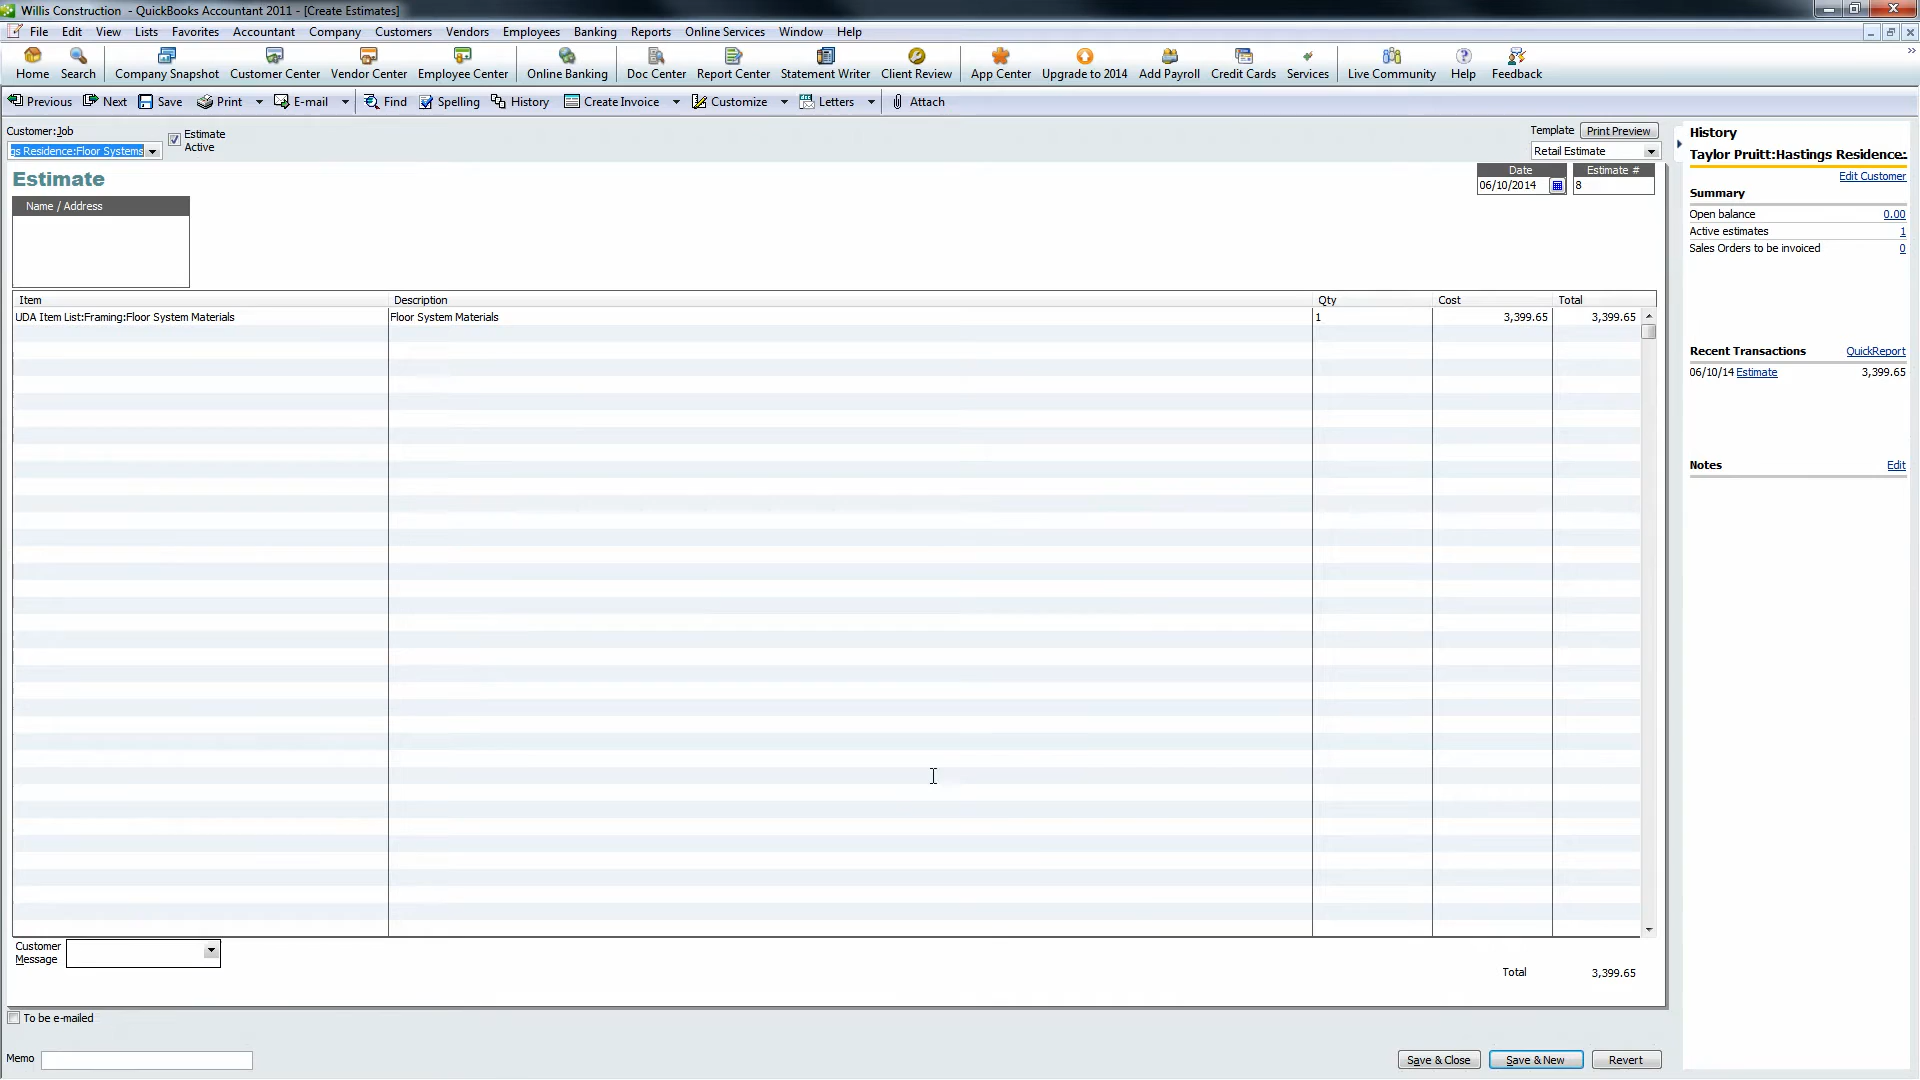 Willis Construction - QuickBooks Accountant 2011 - [Create Estimates]
File Edit View Lists Favorites Accountant Company Customers Vendors Employees Banking Reports Online Services Window Help
Home Search Company Snapshot Customer Center Vendor Center Employee Center Online Banking Doc Center Report Center Statement Writer Client Review App Center Upgrade to 2014 Add Payroll Credit Cards Services Live Community Help Feedback
Previous Next Save Print E-mail Find Spelling History Create Invoice Customize Letters Attach
Customer:Job
gs Residence:Floor Systems
Estimate
Active
Template Print Preview
Retail Estimate
Estimate
Date Estimate #
06/10/2014 8
Name / Address
Item Description Qty Cost Total
UDA Item List:Framing:Floor System Materials Floor System Materials 1 3,399.65 3,399.65
Customer
Message
Total 3,399.65
To be e-mailed
Memo
Save & Close Save & New Revert
History
Taylor Pruitt:Hastings Residence:
Edit Customer
Summary
Open balance 0.00
Active estimates 1
Sales Orders to be invoiced 0
Recent Transactions QuickReport
06/10/14 Estimate 3,399.65
Notes Edit